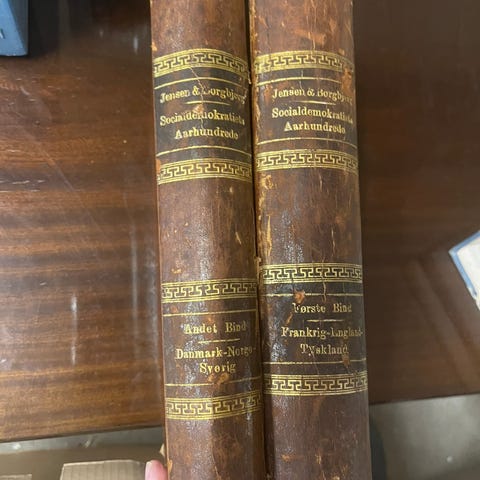 Jensen & Borgbjerg
Socialdemokratiets
Aarhundrede
Andet Bind
Danmark-Norge-
Sverig
Jensen & Borgbjerg
Socialdemokratiets
Aarhundrede
Første Bind
Frankrig-England-
Tyskland